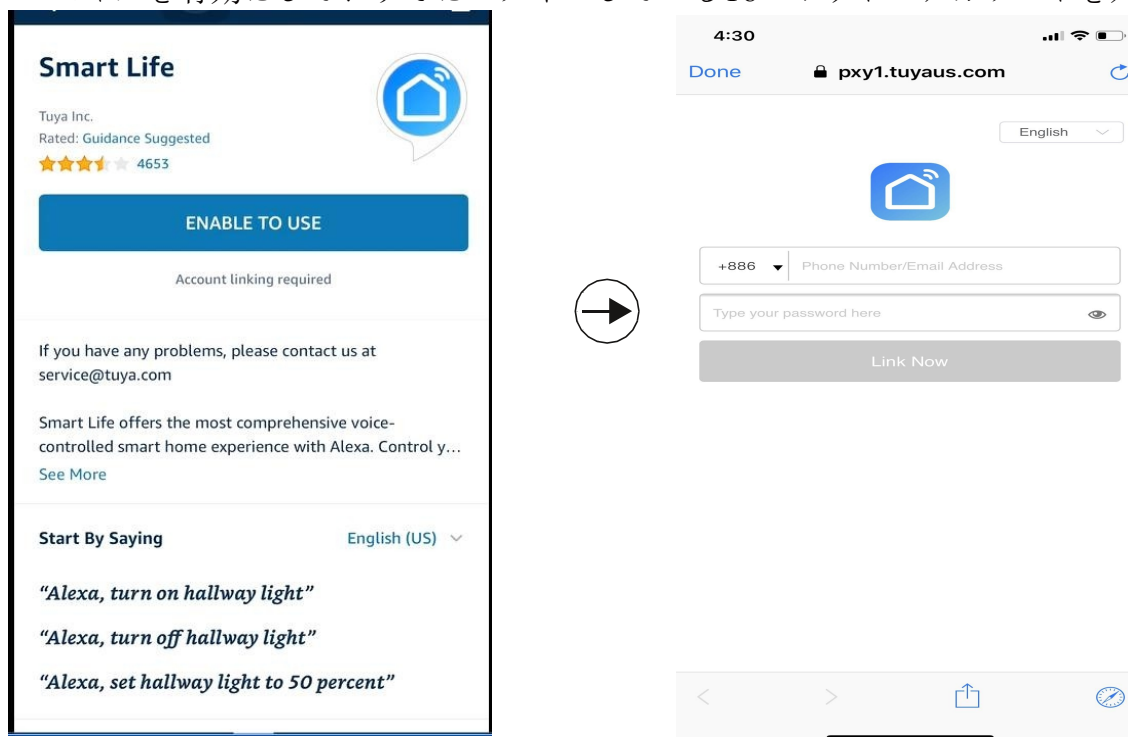 Smart Life
Tuya Inc.
Rated: Guidance Suggested
4653
ENABLE TO USE
Account linking required
If you have any problems, please contact us at
service@tuya.com
Smart Life offers the most comprehensive voice-
controlled smart home experience with Alexa. Control y...
See More
Start By Saying
English (US)
“Alexa, turn on hallway light”
“Alexa, turn off hallway light”
“Alexa, set hallway light to 50 percent”
4:30
Done
pxy1.tuyaus.com
English
+886
Phone Number/Email Address
Type your password here
Link Now